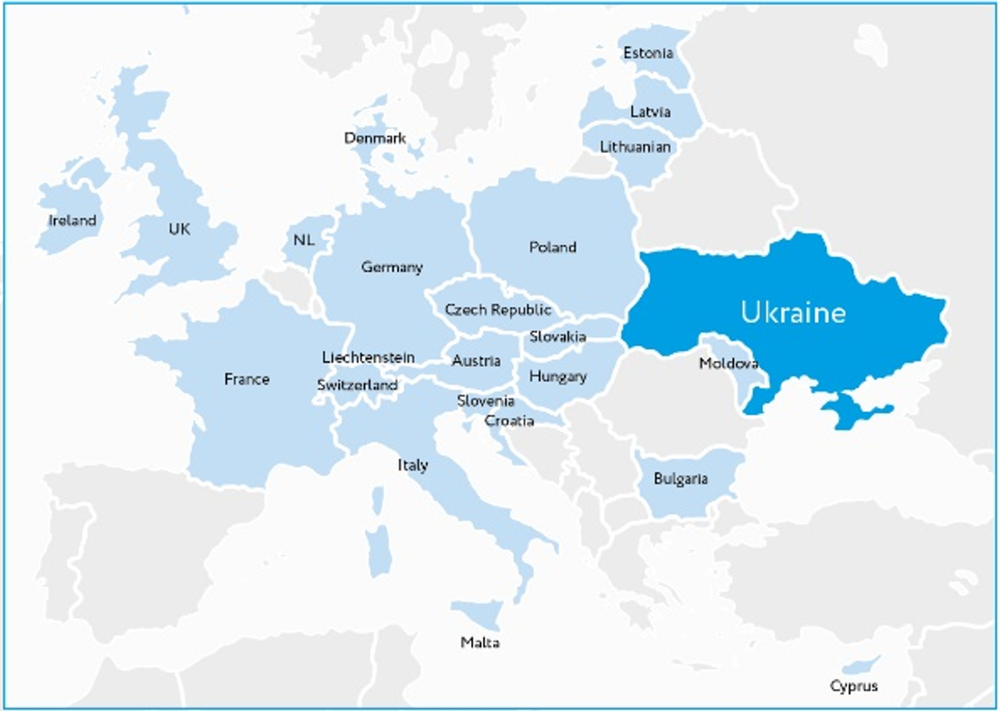 Estonia
Latvia
Denmark
Lithuanian
Ireland
UK
NL
Poland
Germany
Ukraine
Czech Republic
Slovakia
Liechtenstein
Austria
Moldova
France
Switzerland
Hungary
Slovenia
Croatia
Italy
Bulgaria
Malta
Cyprus